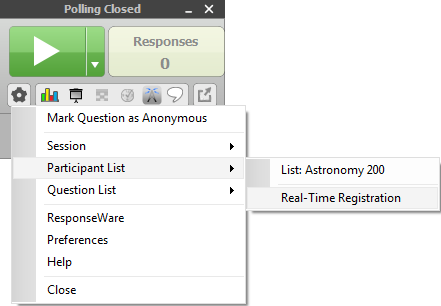 Polling Closed
Responses
0
Mark Question as Anonymous
Session
Participant List
List: Astronomy 200
Question List
Real-Time Registration
ResponseWare
Preferences
Help
Close